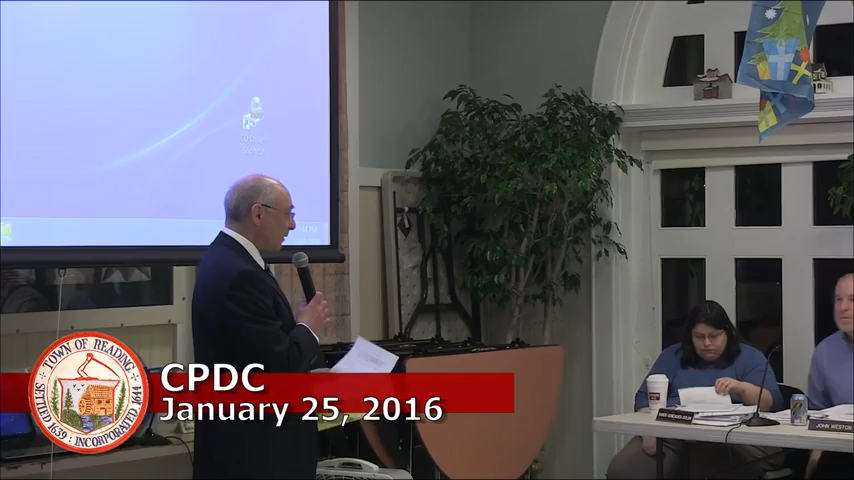 CPDC
January 25, 2016
TOWN OF READING
SETTLED 1639. INCORPORATED 1644
JOHN WESTON